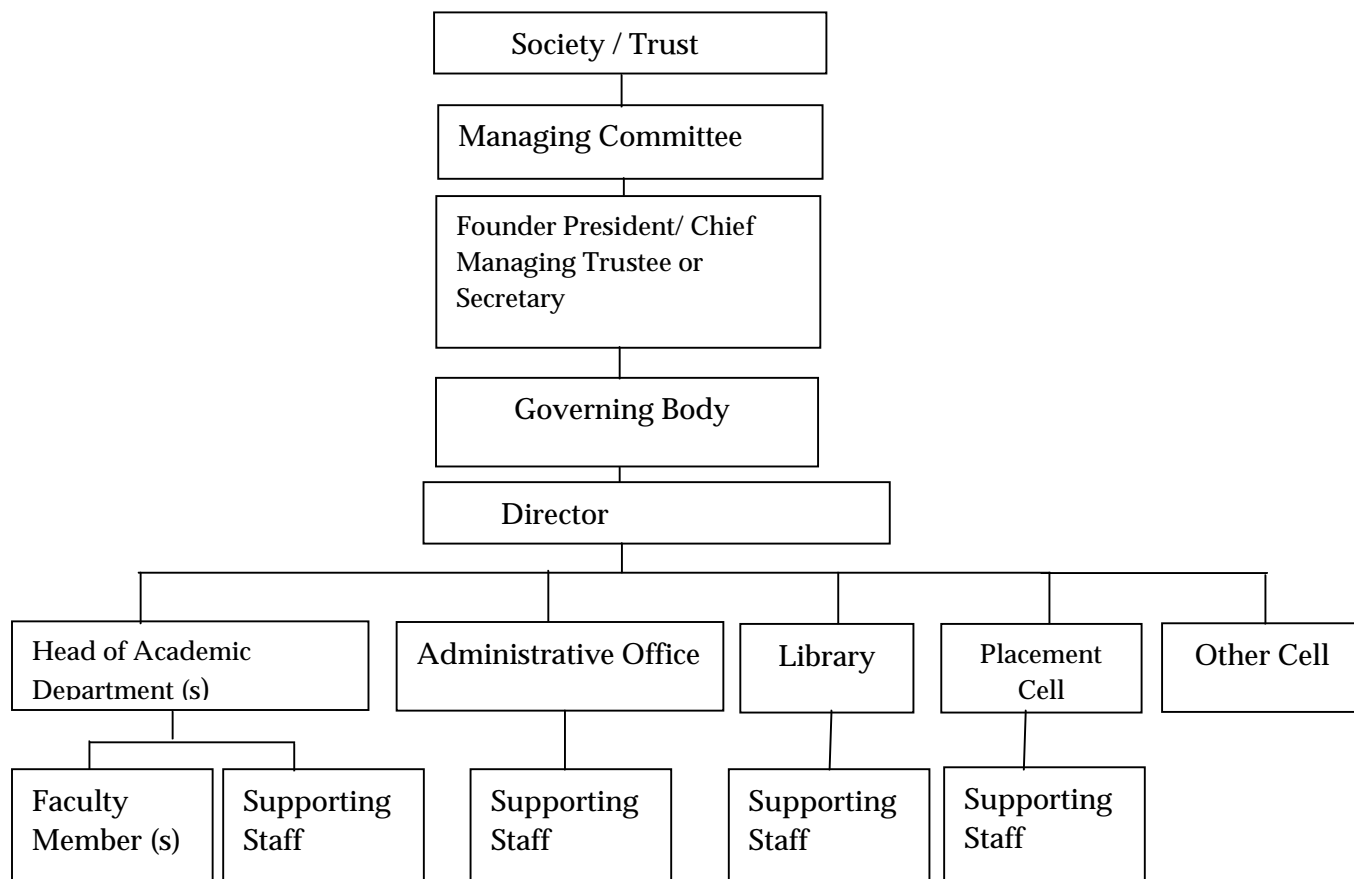 Society / Trust
Managing Committee
Founder President/ Chief
Managing Trustee or
Secretary
Governing Body
Director
Head of Academic
Department (s)
Administrative Office
Library
Placement
Cell
Other Cell
Faculty
Member (s)
Supporting
Staff
Supporting
Staff
Supporting
Staff
Supporting
Staff